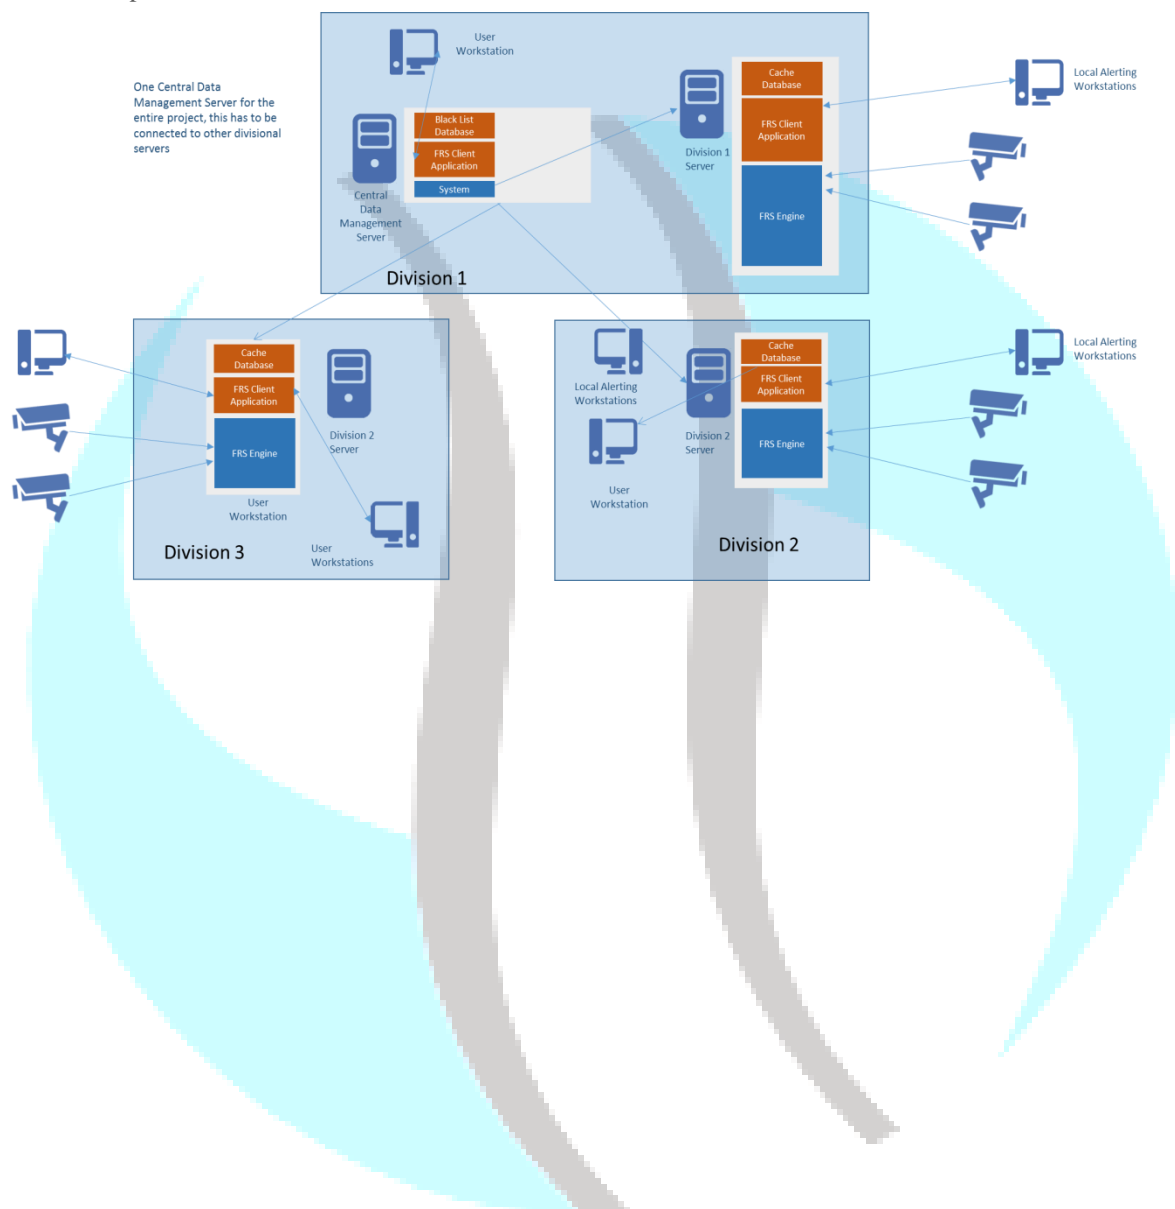 User
Workstation
One Central Data
Management Server for the
entire project, this has to be
connected to other divisional
servers
Black List
Database
FRS Client
Application
System
Central
Data
Management
Server
Division 1
Server
Cache
Database
FRS Client
Application
FRS Engine
Local Alerting
Workstations
Division 1
Cache
Database
FRS Client
Application
FRS Engine
Division 2
Server
User
Workstation
User
Workstations
Division 3
Local Alerting
Workstations
User
Workstation
Division 2
Server
Cache
Database
FRS Client
Application
FRS Engine
Local Alerting
Workstations
Division 2